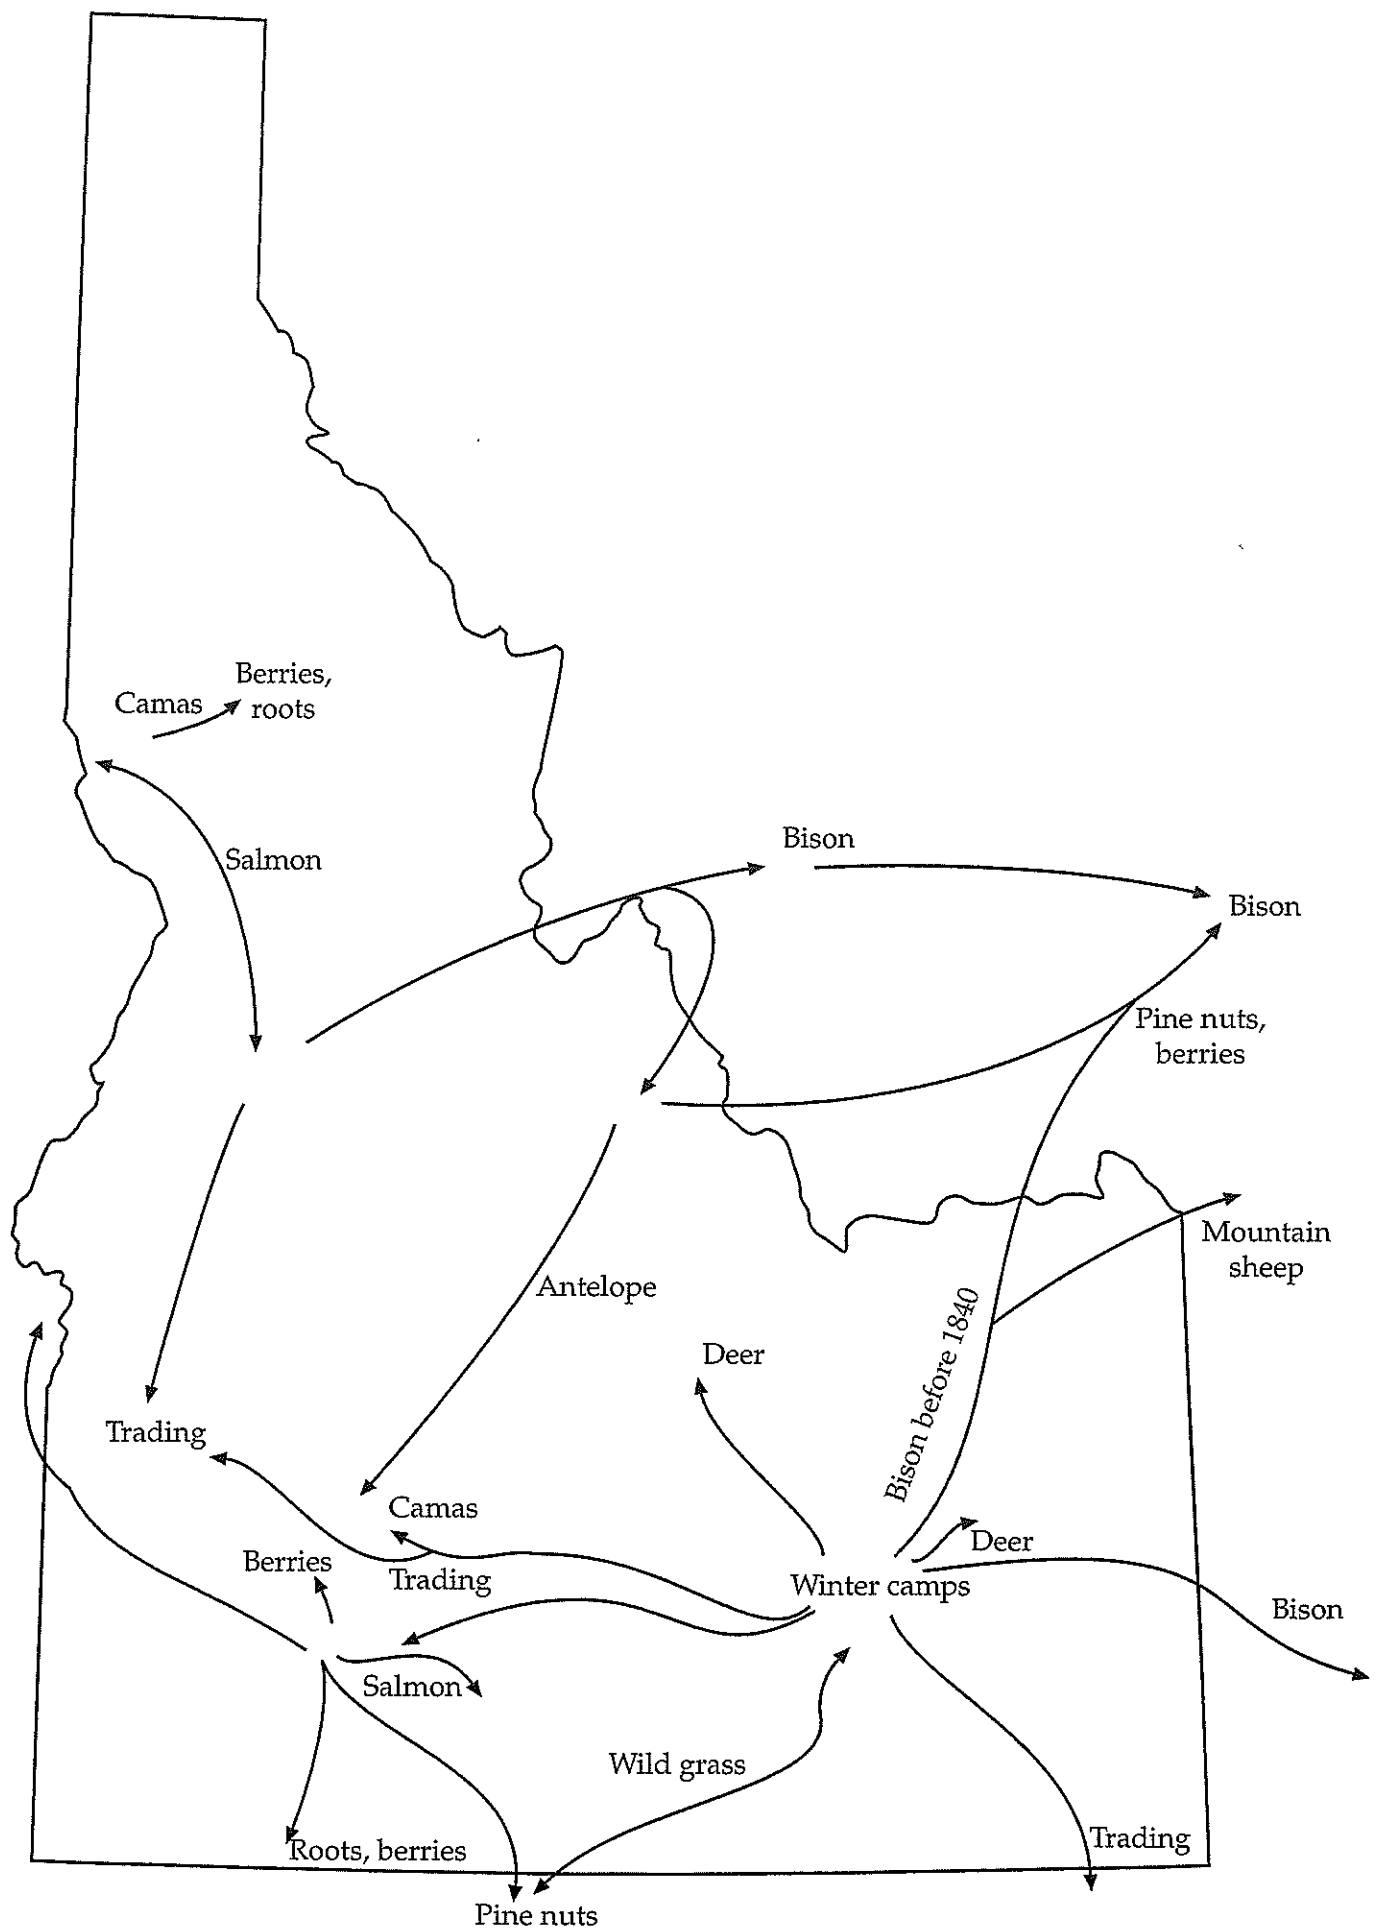 Berries,
roots
Camas
Salmon
Bison
Bison
Pine nuts,
berries
Mountain
sheep
Antelope
Bison before 1840
Deer
Trading
Camas
Deer
Berries
Trading
Winter camps
Bison
Salmon
Wild grass
Trading
Roots, berries
Pine nuts